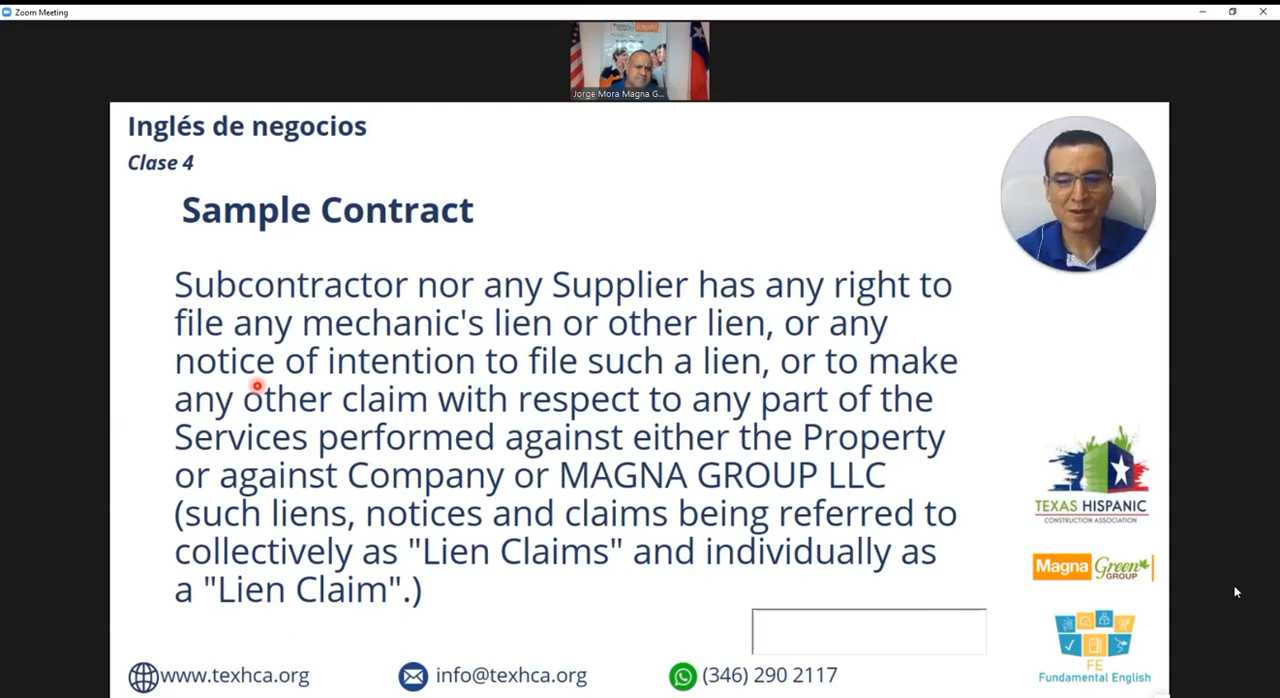 Zoom Meeting
Jorge Mora Magna G...
Inglés de negocios
Clase 4
Sample Contract
Subcontractor nor any Supplier has any right to
file any mechanic's lien or other lien, or any
notice of intention to file such a lien, or to make
any other claim with respect to any part of the
Services performed against either the Property
or against Company or MAGNA GROUP LLC
(such liens, notices and claims being referred to
collectively as "Lien Claims" and individually as
a "Lien Claim".)
TEXAS HISPANIC
CONSTRUCTION ASSOCIATION
Magna Green
GROUP
FE
Fundamental English
www.texhca.org
info@texhca.org
(346) 290 2117